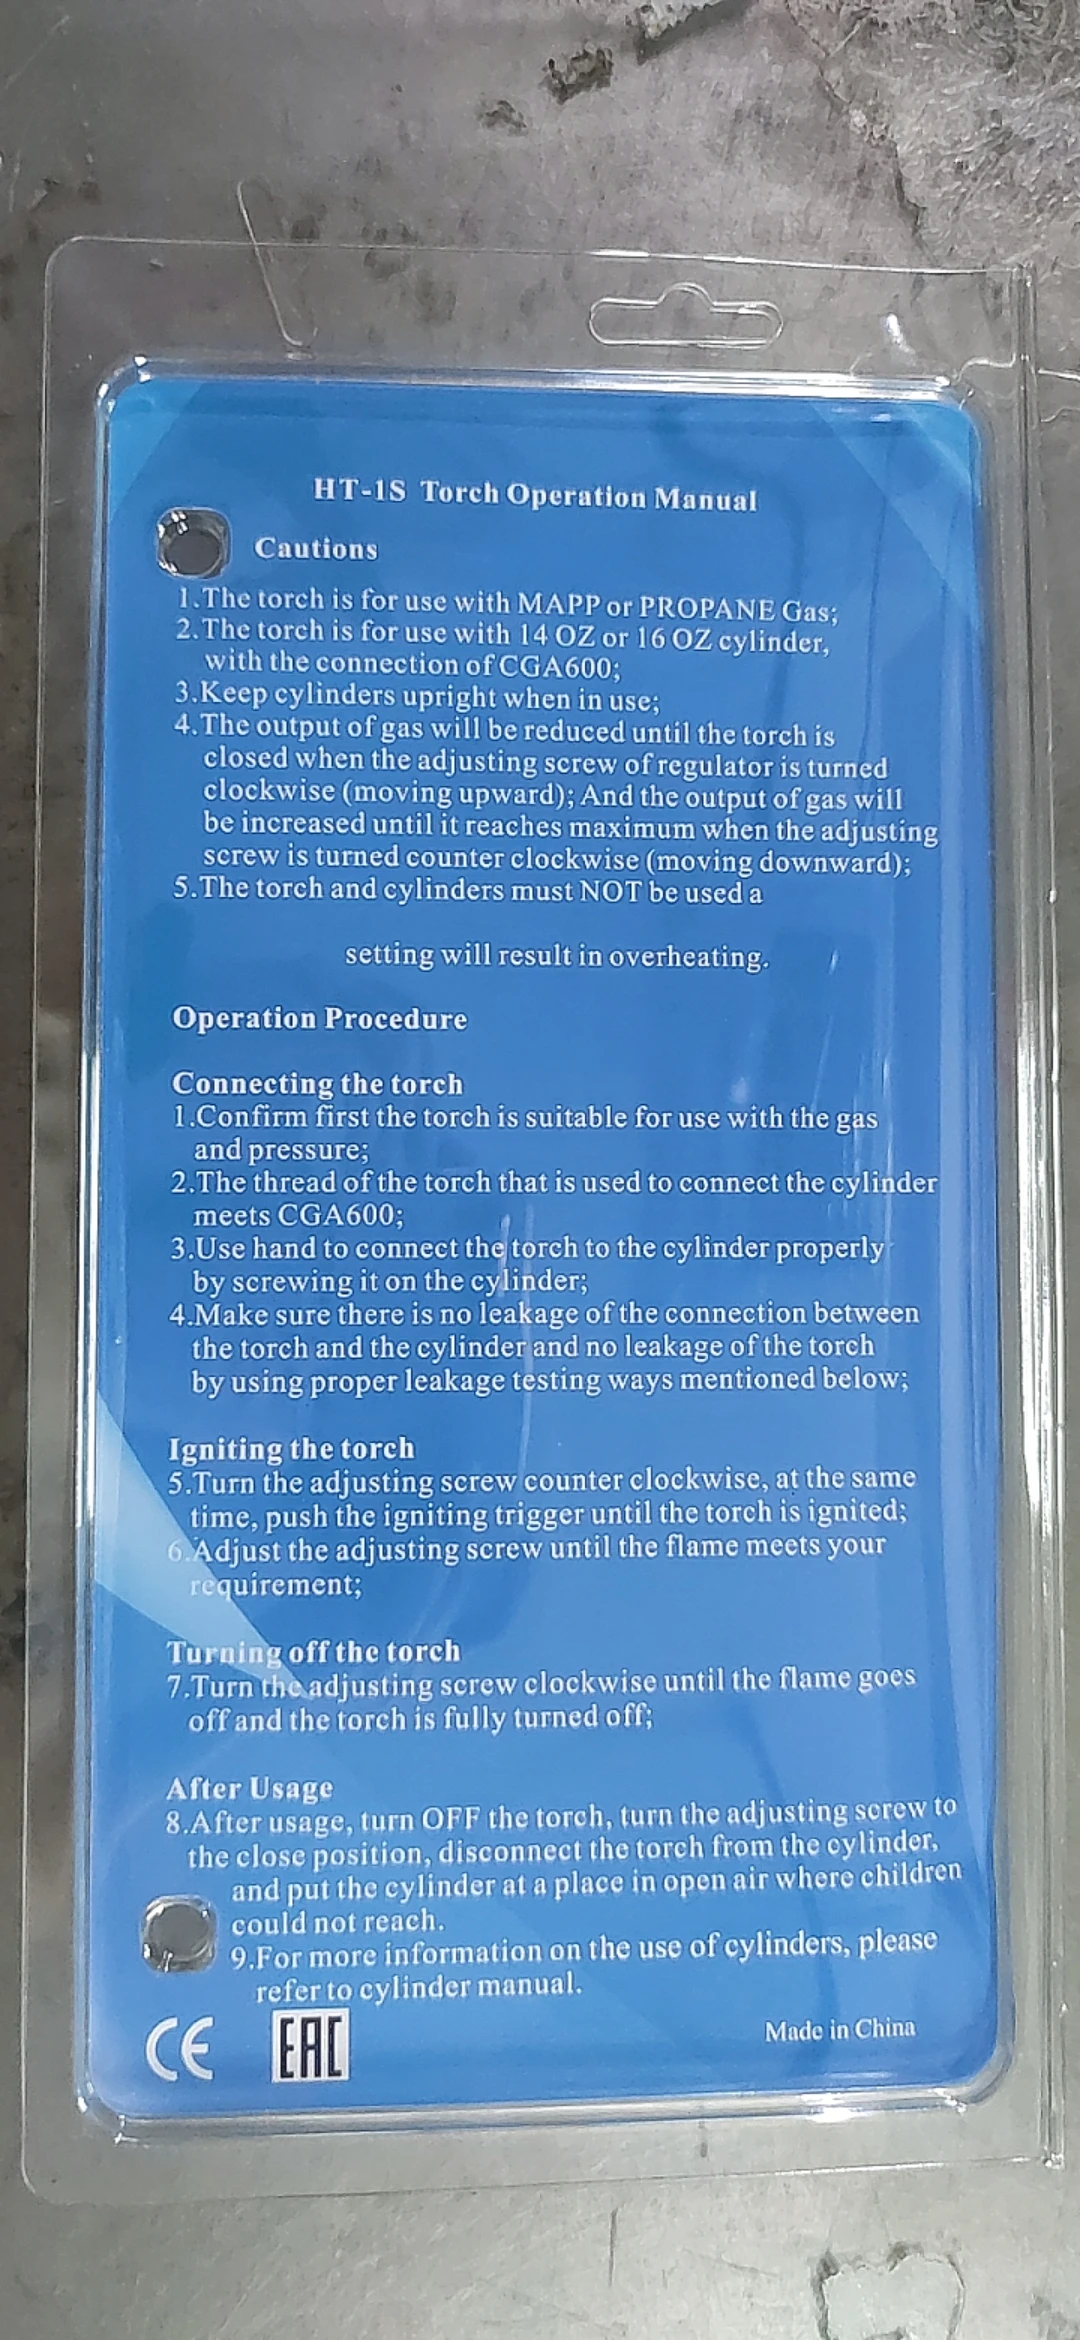 HT-1S Torch Operation Manual
Cautions
1.The torch is for use with MAPP or PROPANE Gas;
2.The torch is for use with 14 OZ or 16 OZ cylinder,
with the connection of CGA600;
3.Keep cylinders upright when in use;
4.The output of gas will be reduced until the torch is
closed when the adjusting screw of regulator is turned
clockwise (moving upward); And the output of gas will
be increased until it reaches maximum when the adjusting
screw is turned counter clockwise (moving downward);
5.The torch and cylinders must NOT be used a
setting will result in overheating.
Operation Procedure
Connecting the torch
1.Confirm first the torch is suitable for use with the gas
and pressure;
2.The thread of the torch that is used to connect the cylinder
meets CGA600;
3.Use hand to connect the torch to the cylinder properly
by screwing it on the cylinder;
4.Make sure there is no leakage of the connection between
the torch and the cylinder and no leakage of the torch
by using proper leakage testing ways mentioned below;
Igniting the torch
5.Turn the adjusting screw counter clockwise, at the same
time, push the igniting trigger until the torch is ignited;
6.Adjust the adjusting screw until the flame meets your
requirement;
Turning off the torch
7.Turn the adjusting screw clockwise until the flame goes
off and the torch is fully turned off;
After Usage
8.After usage, turn OFF the torch, turn the adjusting screw to
the close position, disconnect the torch from the cylinder,
and put the cylinder at a place in open air where children
could not reach.
9.For more information on the use of cylinders, please
refer to cylinder manual.
CE EAC
Made in China